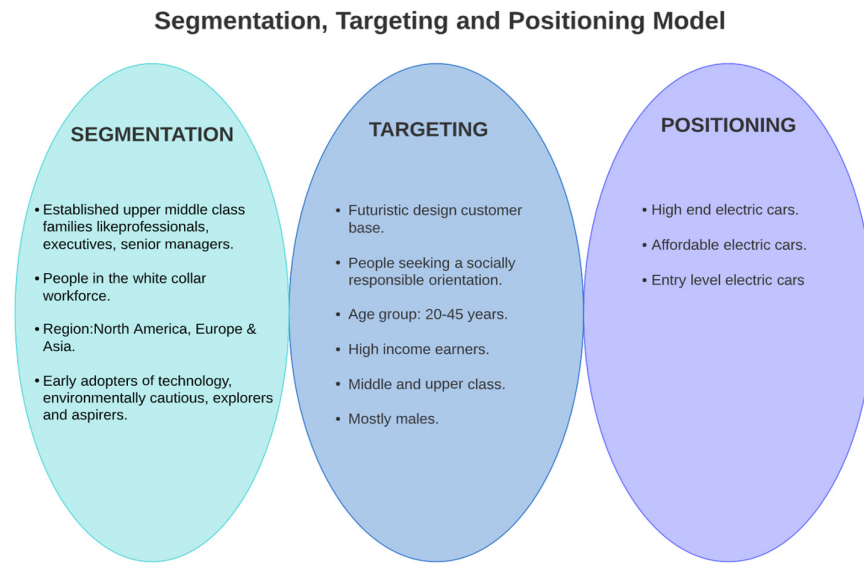 Segmentation, Targeting and Positioning Model
SEGMENTATION
• Established upper middle class
families likeprofessionals,
executives, senior managers.
• People in the white collar
workforce.
• Region:North America, Europe &
Asia.
• Early adopters of technology,
environmentally cautious, explorers
and aspirers.
TARGETING
• Futuristic design customer
base.
• People seeking a socially
responsible orientation.
• Age group: 20-45 years.
• High income earners.
• Middle and upper class.
• Mostly males.
POSITIONING
• High end electric cars.
• Affordable electric cars.
• Entry level electric cars